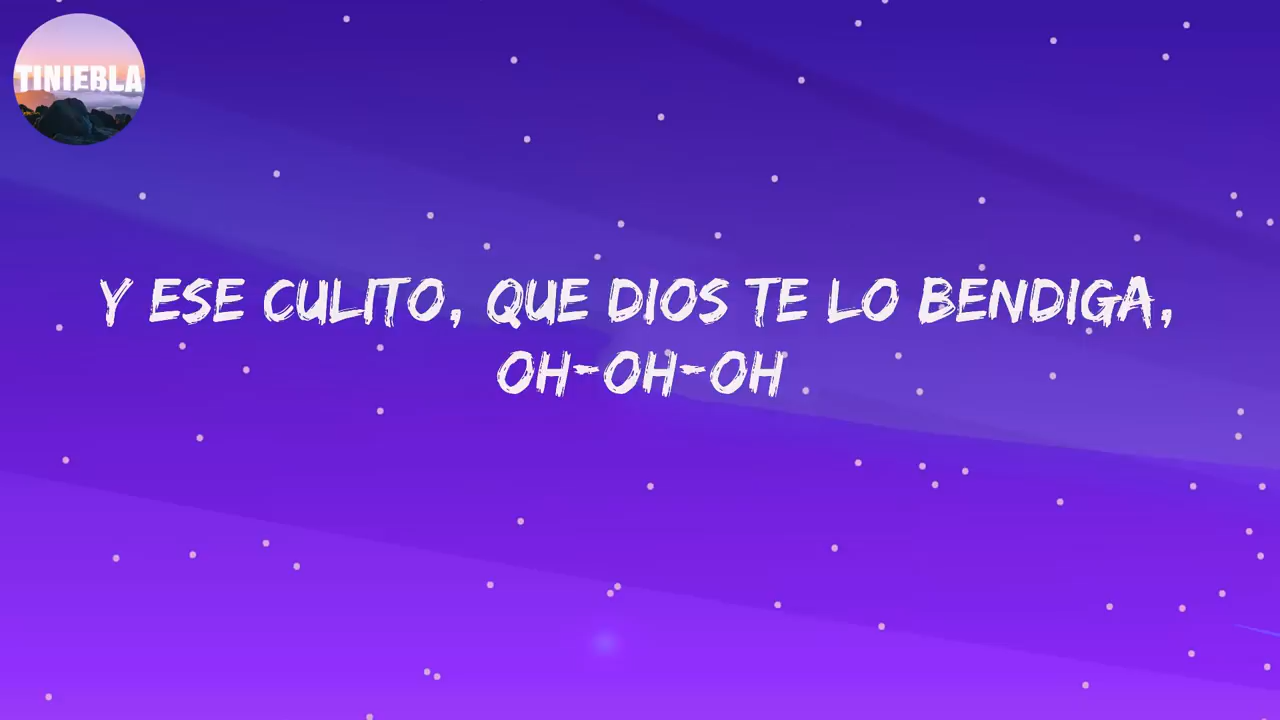 TINIEBLA
Y ESE CULITO, QUE DIOS TE LO BENDIGA,
OH-OH-OH